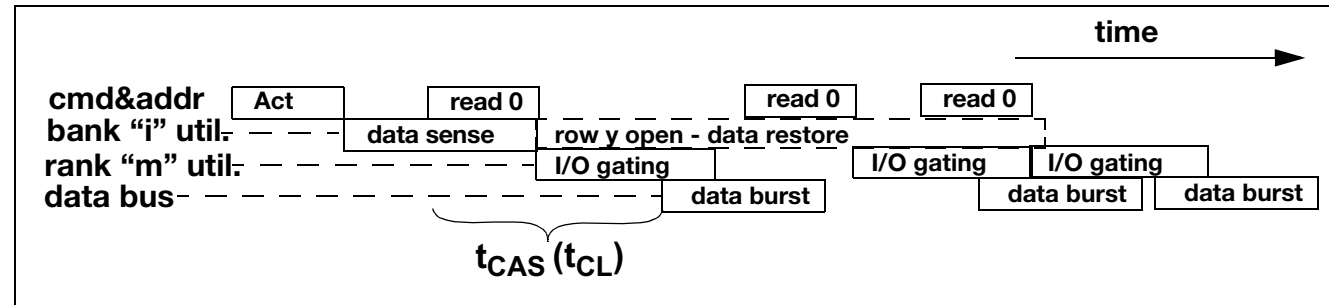 time
cmd&addr Act read 0 read 0 read 0
bank “i” util. data sense row y open - data restore
rank “m” util. I/O gating I/O gating I/O gating
data bus data burst data burst data burst
tCAS (tCL)